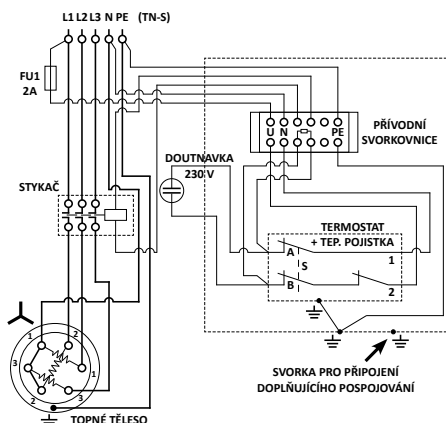 L1 L2 L3 N PE (TN-S)
FU1
2A
U N PE
PŘÍVODNÍ
SVORKOVNICE
DOUTNAVKA
230 V
STYKAČ
TERMOSTAT
+ TEP. POJISTKA
A 1
S
B 2
1 2
3 1
2 3
SVORKA PRO PŘIPOJENÍ
DOPLŇUJÍCÍHO POSPOJOVÁNÍ
TOPNÉ TĚLESO